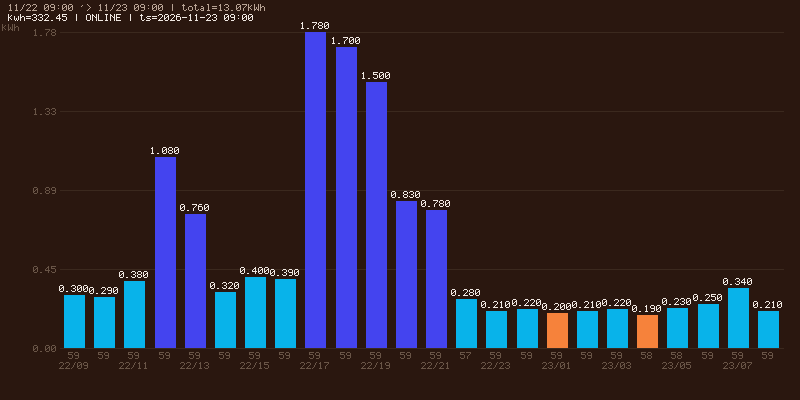 11/22 09:00 -> 11/23 09:00 | total=13.07kWh
Kwh=332.45 | ONLINE | ts=2026-11-23 09:00
kWh
1.78
1.33
0.89
0.45
0.00
0.300 0.290 0.380 1.080 0.760 0.320 0.400 0.390 1.780 1.700 1.500 0.830 0.780 0.280 0.210 0.220 0.200 0.210 0.220 0.190 0.230 0.250 0.340 0.210
59 59 59 59 59 59 59 59 59 59 59 59 59 57 59 59 59 59 59 58 58 59 59 59
22/09 22/11 22/13 22/15 22/17 22/19 22/21 22/23 23/01 23/03 23/05 23/07